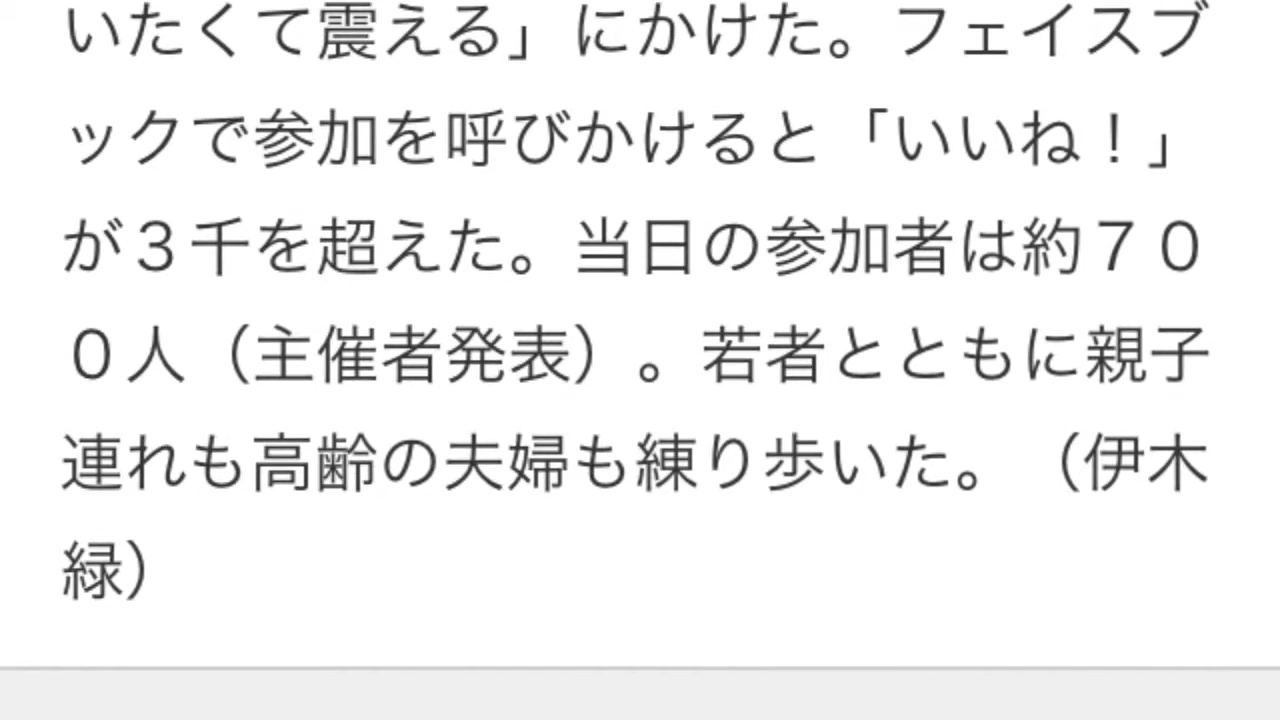 いたくて震える」にかけた。フェイスブ
ックで参加を呼びかけると「いいね！」
が３千を超えた。当日の参加者は約７０
０人（主催者発表）。若者とともに親子
連れも高齢の夫婦も練り歩いた。（伊木
緑）